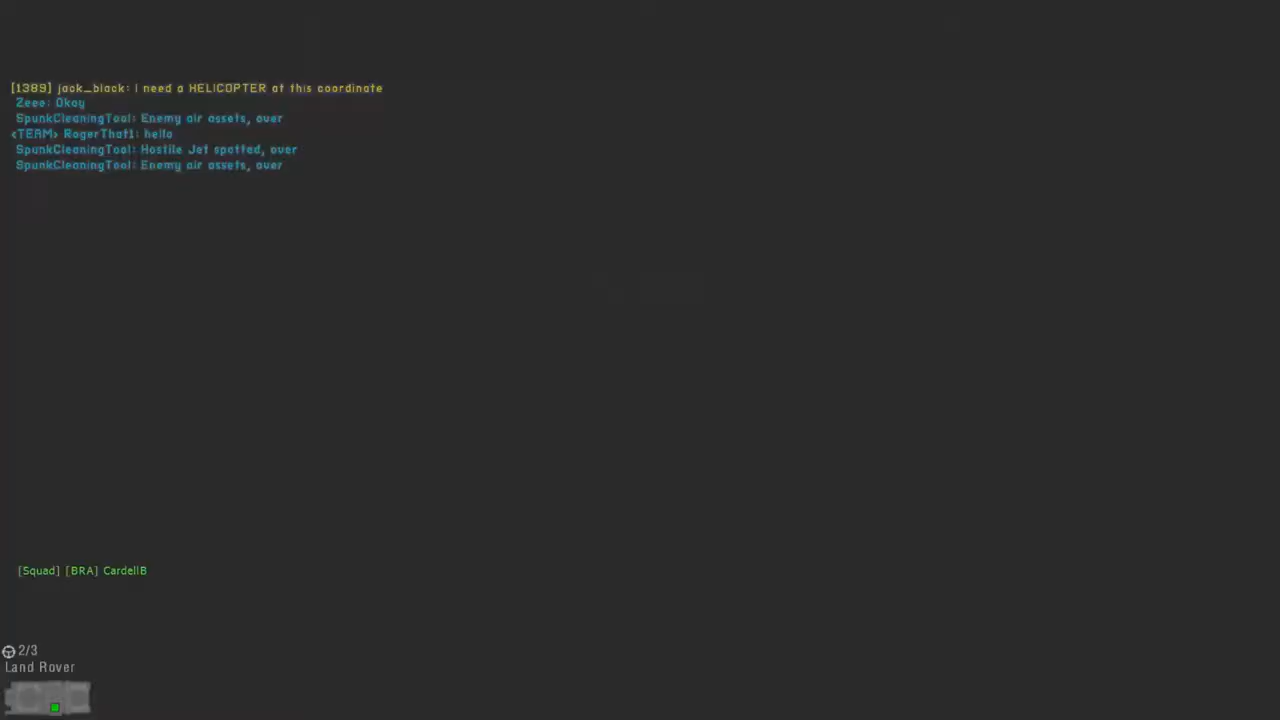 [1389] jack_black: I need a HELICOPTER at this coordinate
Zeee: Okay
SpunkCleaningTool: Enemy air assets, over
<TERM> RogerThat1: hello
SpunkCleaningTool: Hostile Jet spotted, over
SpunkCleaningTool: Enemy air assets, over
[Squad] [BRA] CardellB
2/3
Land Rover